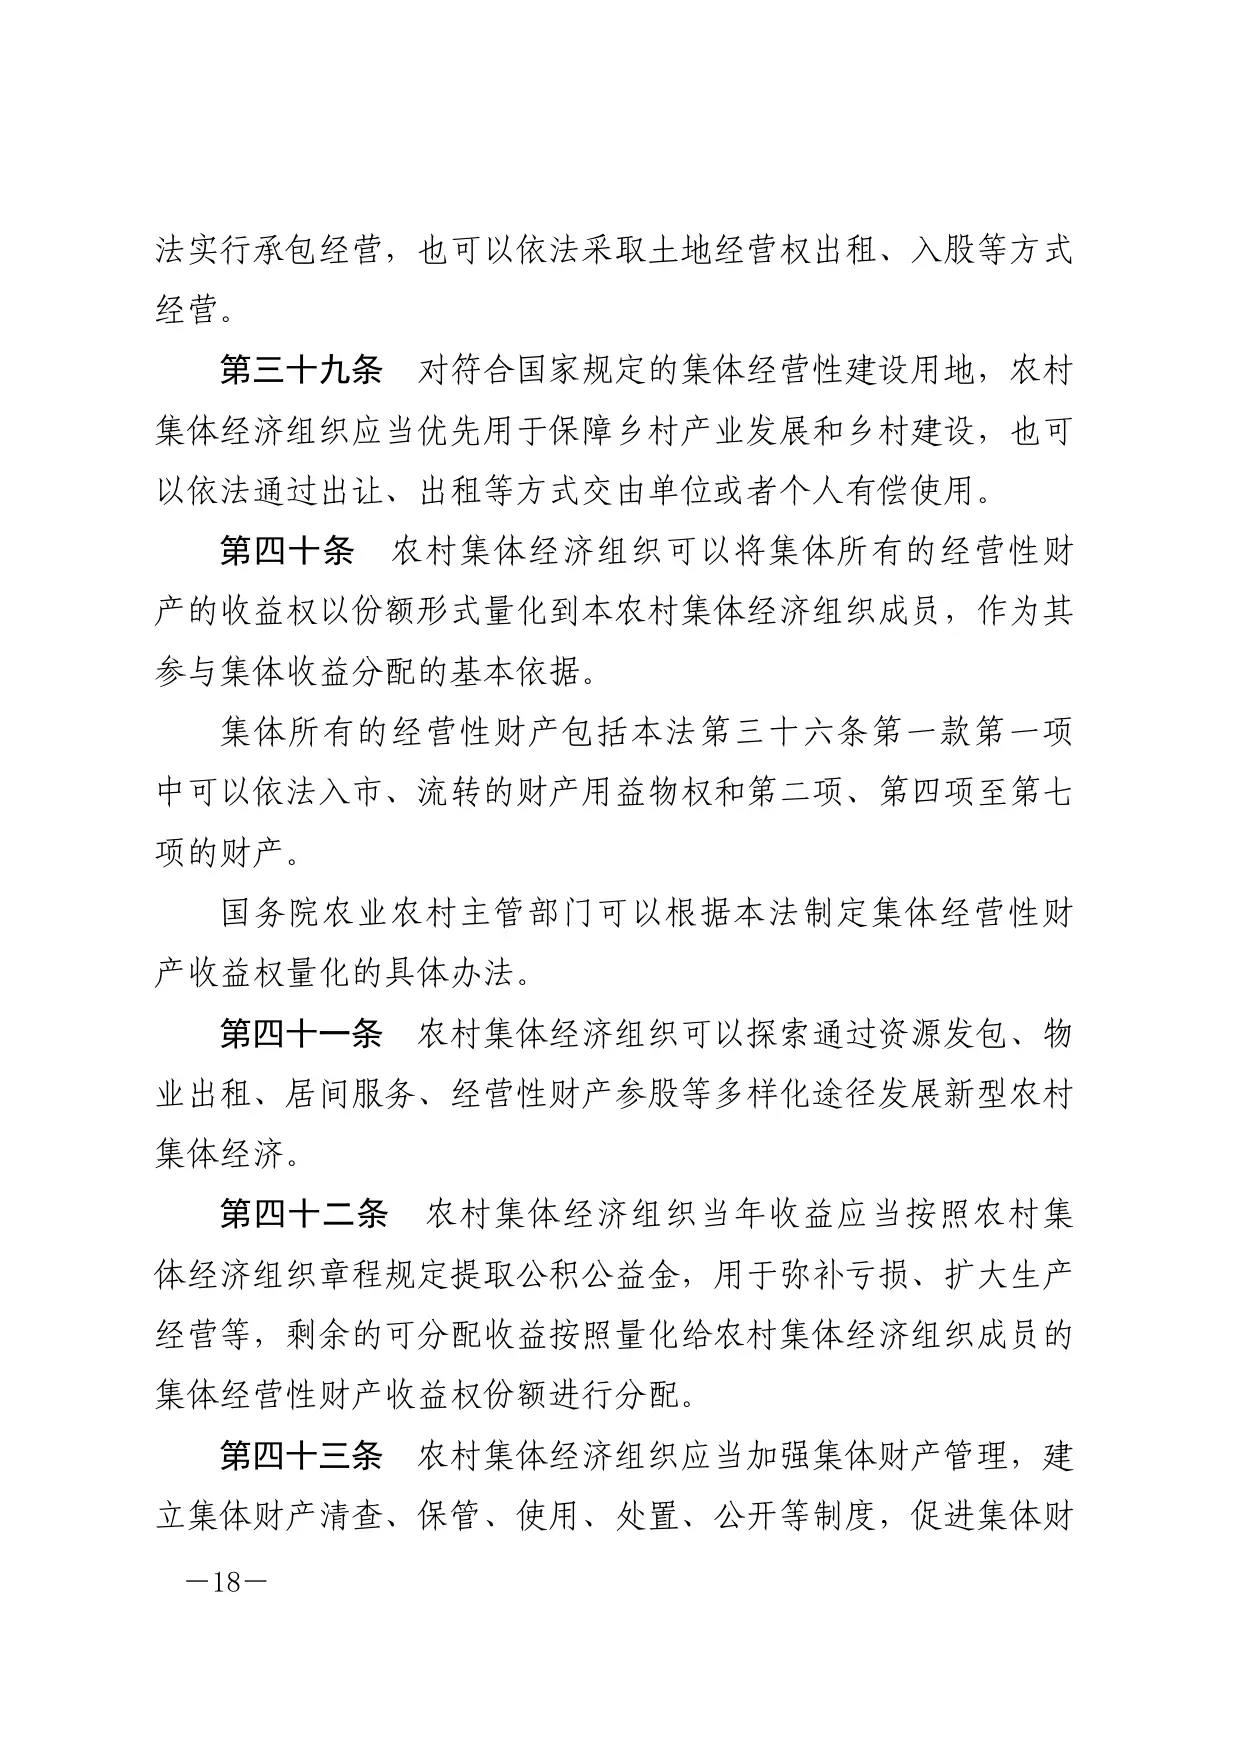 法实行承包经营，也可以依法采取土地经营权出租、入股等方式
经营。
第三十九条　对符合国家规定的集体经营性建设用地，农村
集体经济组织应当优先用于保障乡村产业发展和乡村建设，也可
以依法通过出让、出租等方式交由单位或者个人有偿使用。
第四十条　农村集体经济组织可以将集体所有的经营性财
产的收益权以份额形式量化到本农村集体经济组织成员，作为其
参与集体收益分配的基本依据。
集体所有的经营性财产包括本法第三十六条第一款第一项
中可以依法入市、流转的财产用益物权和第二项、第四项至第七
项的财产。
国务院农业农村主管部门可以根据本法制定集体经营性财
产收益权量化的具体办法。
第四十一条　农村集体经济组织可以探索通过资源发包、物
业出租、居间服务、经营性财产参股等多样化途径发展新型农村
集体经济。
第四十二条　农村集体经济组织当年收益应当按照农村集
体经济组织章程规定提取公积公益金，用于弥补亏损、扩大生产
经营等，剩余的可分配收益按照量化给农村集体经济组织成员的
集体经营性财产收益权份额进行分配。
第四十三条　农村集体经济组织应当加强集体财产管理，建
立集体财产清查、保管、使用、处置、公开等制度，促进集体财
—18—